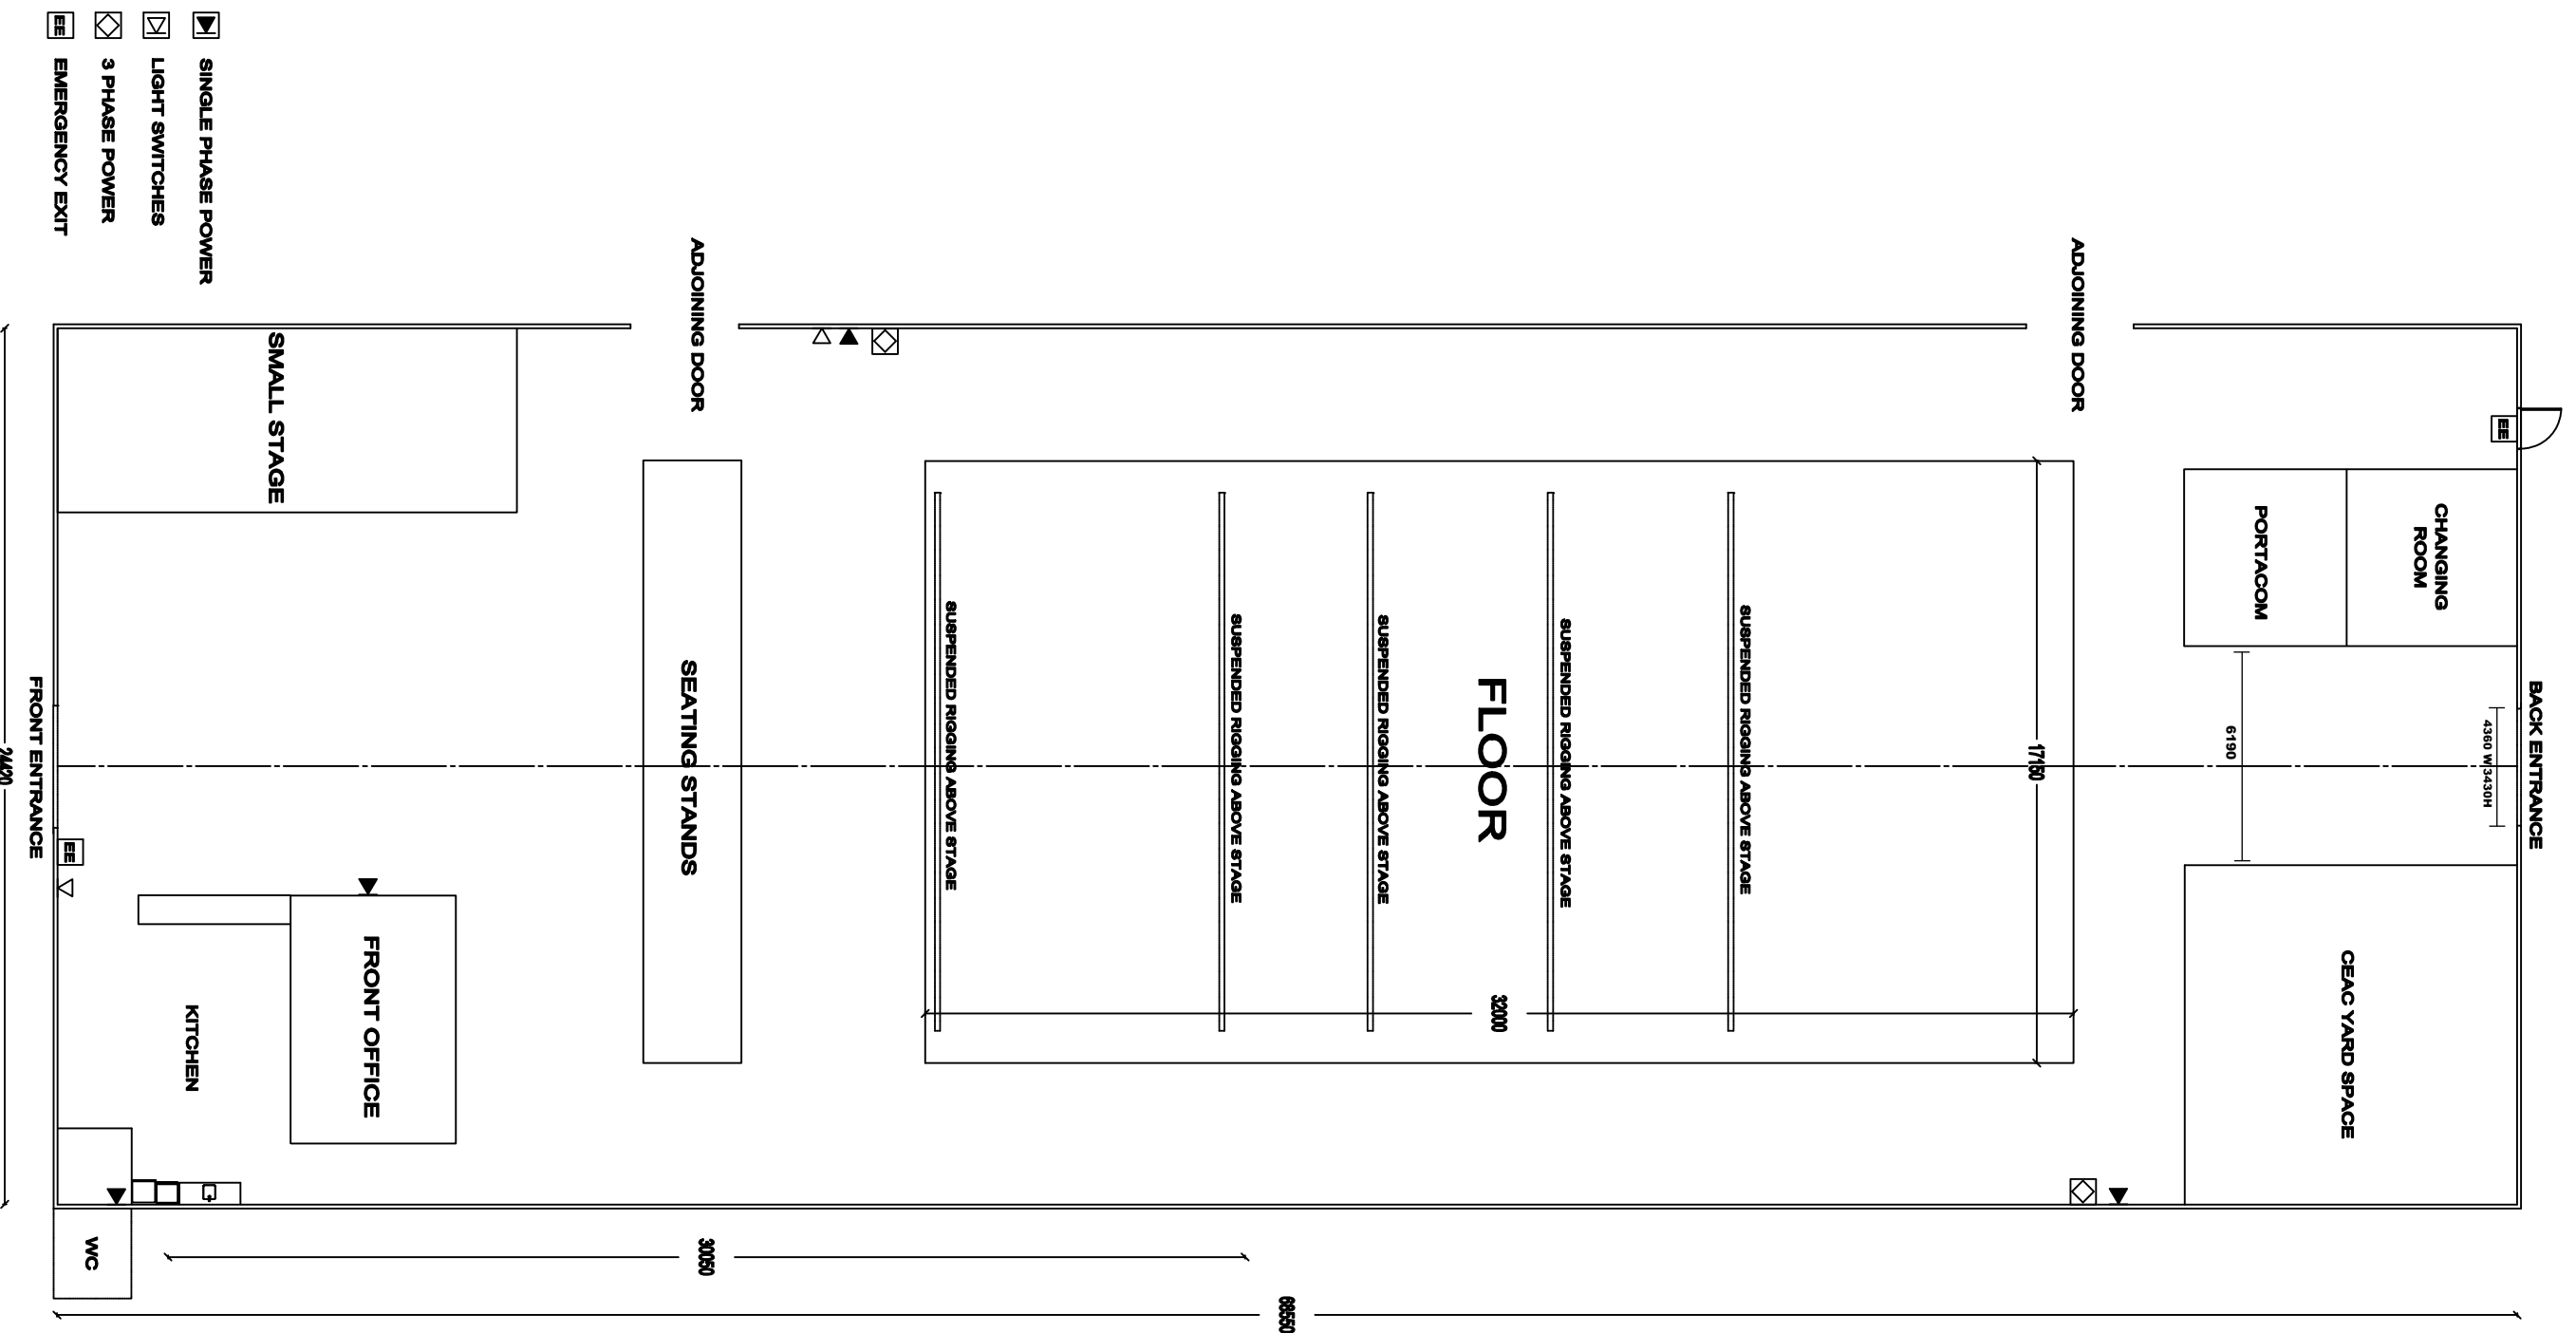 BACK ENTRANCE
EE
4360 W 3430H
CHANGING
ROOM
PORTACOM
6190
CEAC YARD SPACE
ADJOINING DOOR
17150
SUSPENDED RIGGING ABOVE STAGE
SUSPENDED RIGGING ABOVE STAGE
FLOOR
32000
SUSPENDED RIGGING ABOVE STAGE
SUSPENDED RIGGING ABOVE STAGE
SUSPENDED RIGGING ABOVE STAGE
68550
30050
ADJOINING DOOR
SEATING STANDS
FRONT OFFICE
SMALL STAGE
KITCHEN
WC
EE
FRONT ENTRANCE
24420
SINGLE PHASE POWER
LIGHT SWITCHES
3 PHASE POWER
EE EMERGENCY EXIT